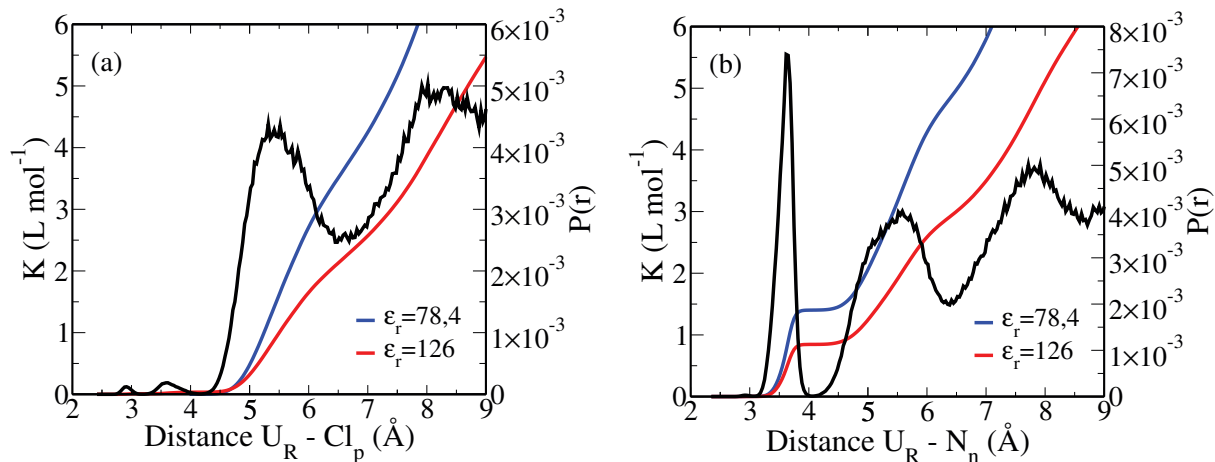 (a)
K (L mol⁻¹)
6
5
4
3
2
1
0
2 3 4 5 6 7 8 9
Distance U_R - Cl_p (Å)
6×10⁻³
5×10⁻³
4×10⁻³
3×10⁻³
2×10⁻³
1×10⁻³
0
P(r)
ε_r=78,4
ε_r=126
(b)
K (L mol⁻¹)
6
5
4
3
2
1
0
2 3 4 5 6 7 8 9
Distance U_R - N_n (Å)
8×10⁻³
7×10⁻³
6×10⁻³
5×10⁻³
4×10⁻³
3×10⁻³
2×10⁻³
1×10⁻³
0
P(r)
ε_r=78,4
ε_r=126